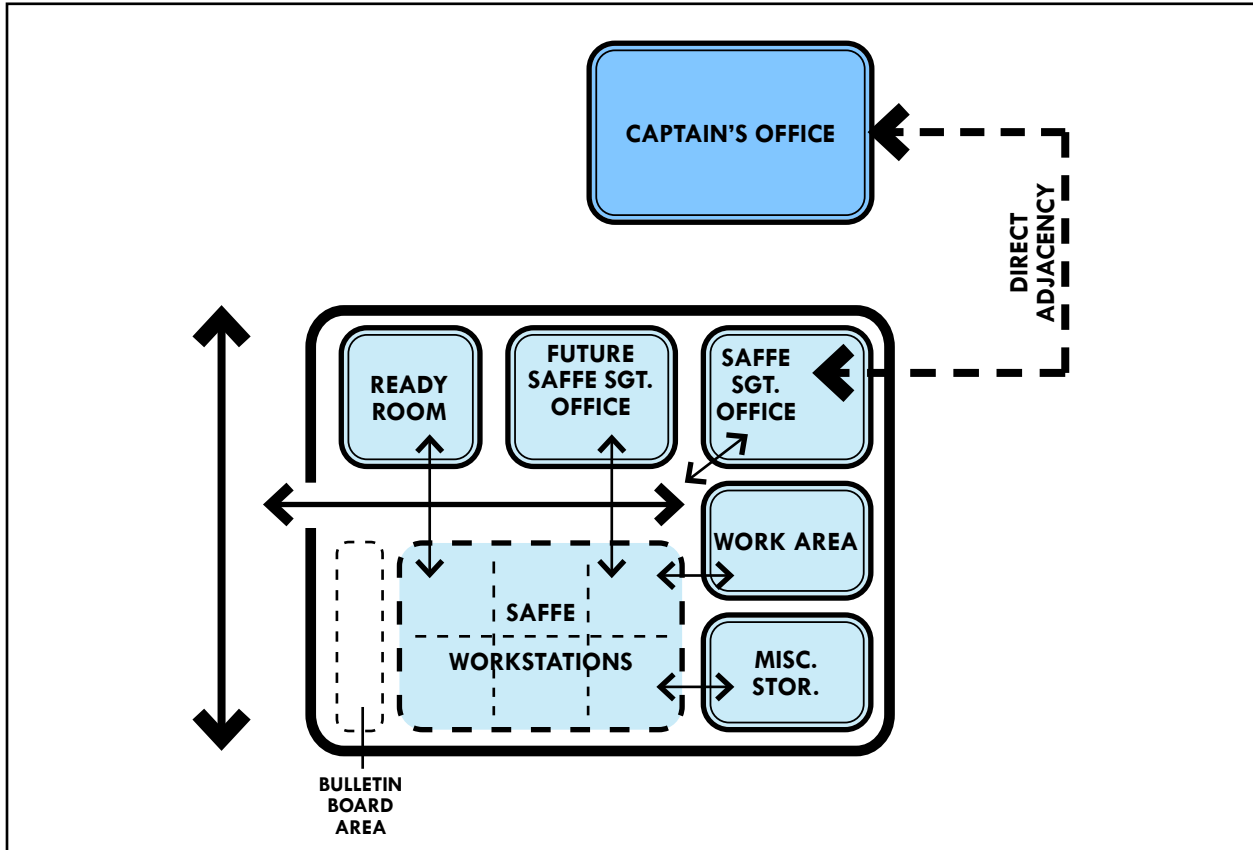 CAPTAIN'S OFFICE
DIRECT
ADJACENCY
READY
ROOM
FUTURE
SAFFE SGT.
OFFICE
SAFFE
SGT.
OFFICE
WORK AREA
SAFFE
WORKSTATIONS
MISC.
STOR.
BULLETIN
BOARD
AREA